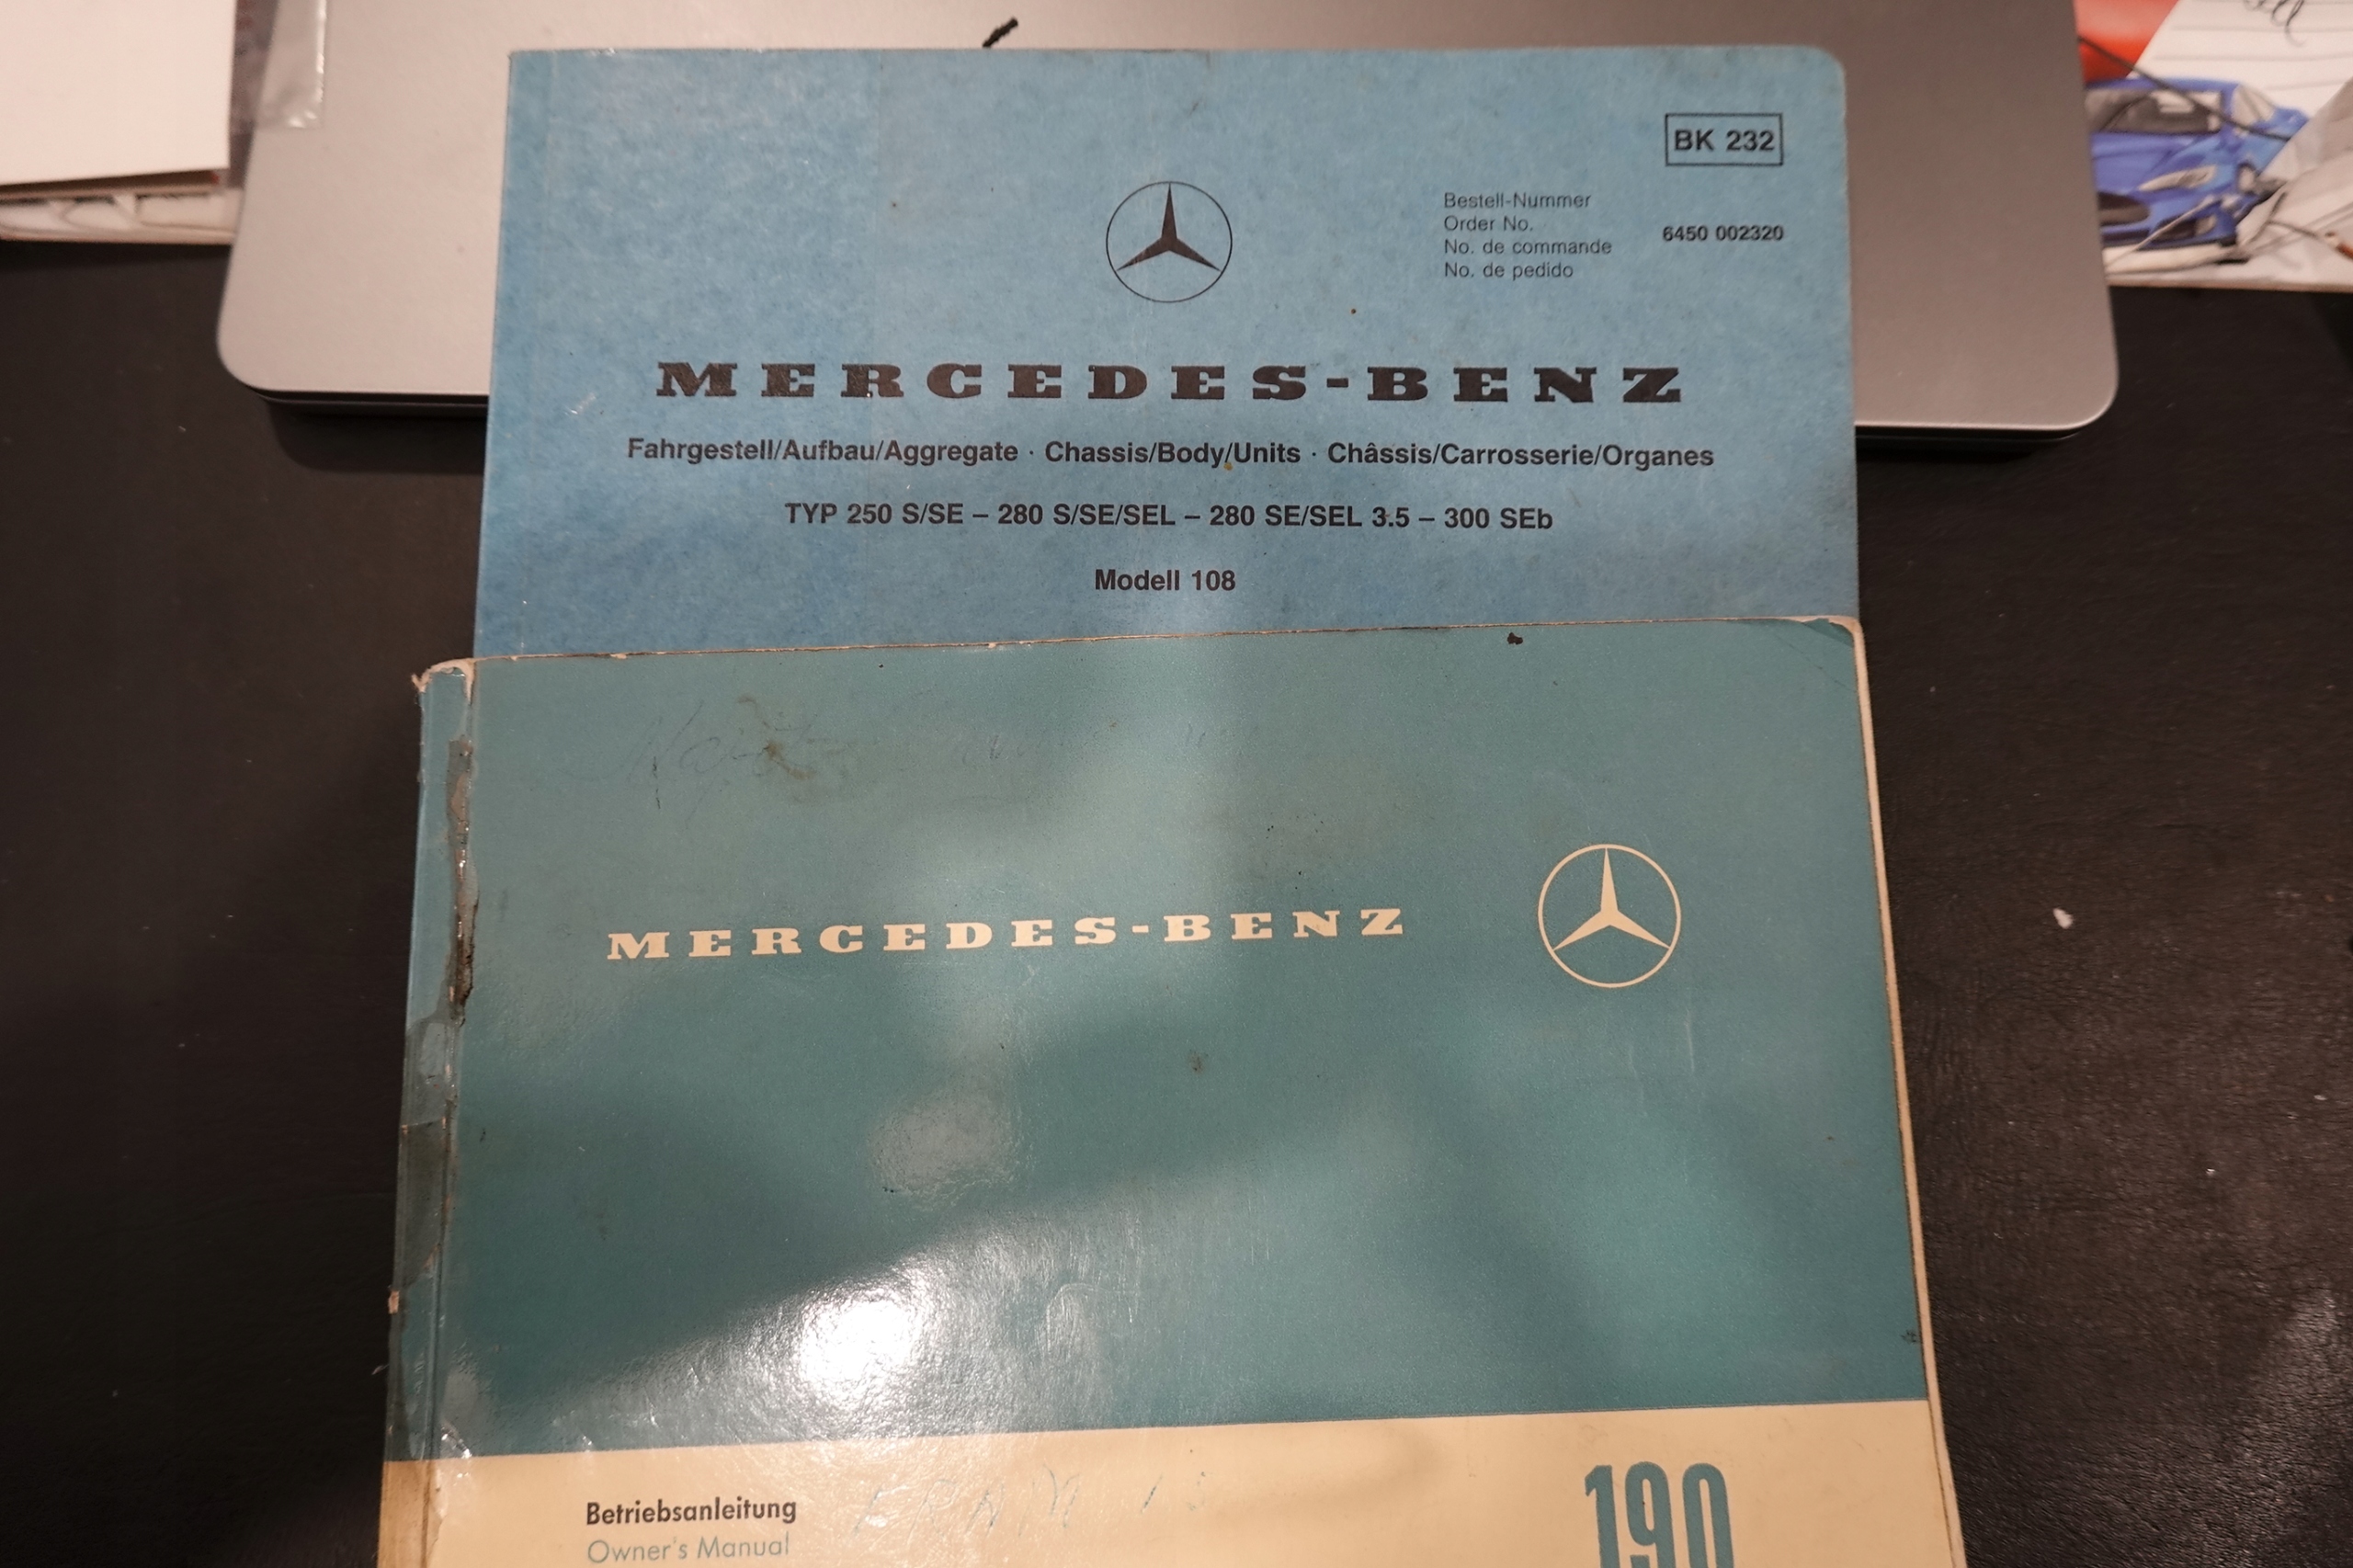 BK 232
Bestell-Nummer
Order No.
No. de commande
No. de pedido
6450 002320
MERCEDES-BENZ
Fahrgestell/Aufbau/Aggregate · Chassis/Body/Units · Châssis/Carrosserie/Organes
TYP 250 S/SE – 280 S/SE/SEL – 280 SE/SEL 3.5 – 300 SEb
Modell 108
MERCEDES-BENZ
Betriebsanleitung
Owner's Manual
190